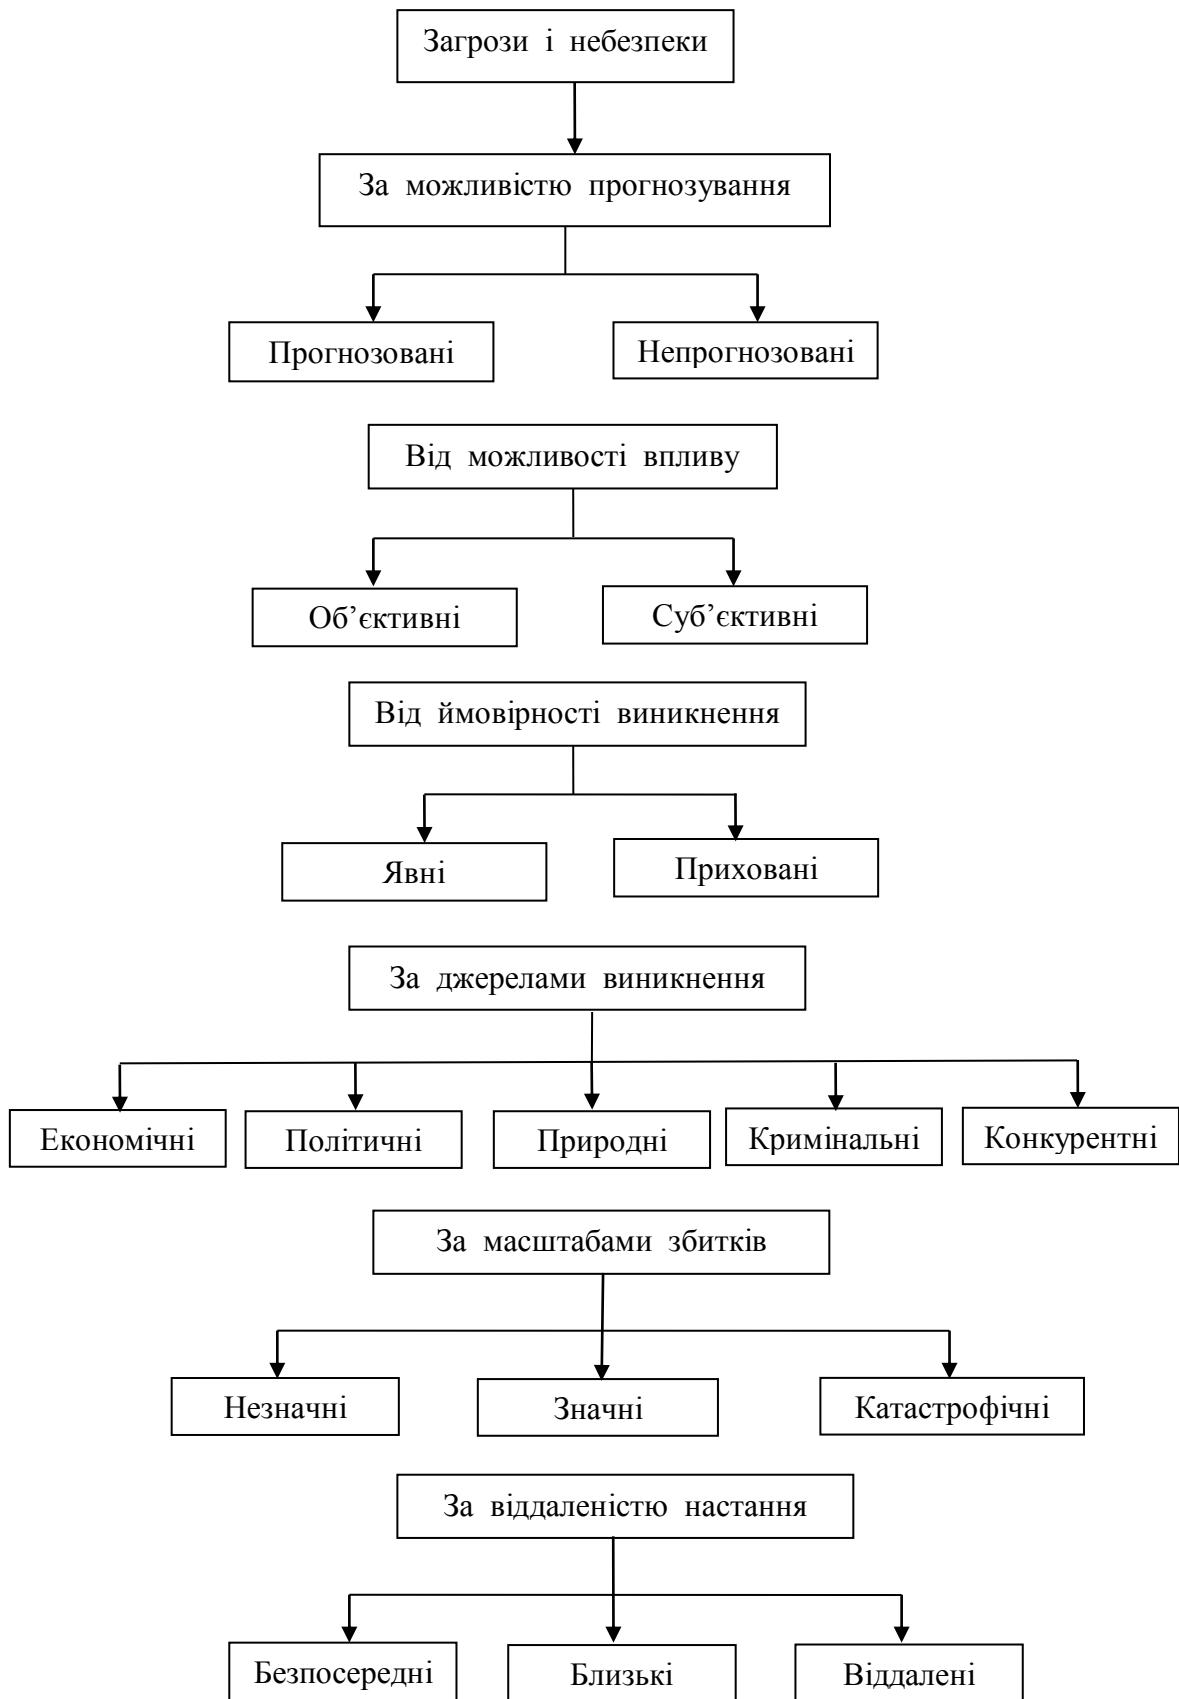 Загрози і небезпеки
За можливістю прогнозування
Прогнозовані
Непрогнозовані
Від можливості впливу
Об’єктивні
Суб’єктивні
Від ймовірності виникнення
Явні
Приховані
За джерелами виникнення
Економічні
Політичні
Природні
Кримінальні
Конкурентні
За масштабами збитків
Незначні
Значні
Катастрофічні
За віддаленістю настання
Безпосередні
Близькі
Віддалені